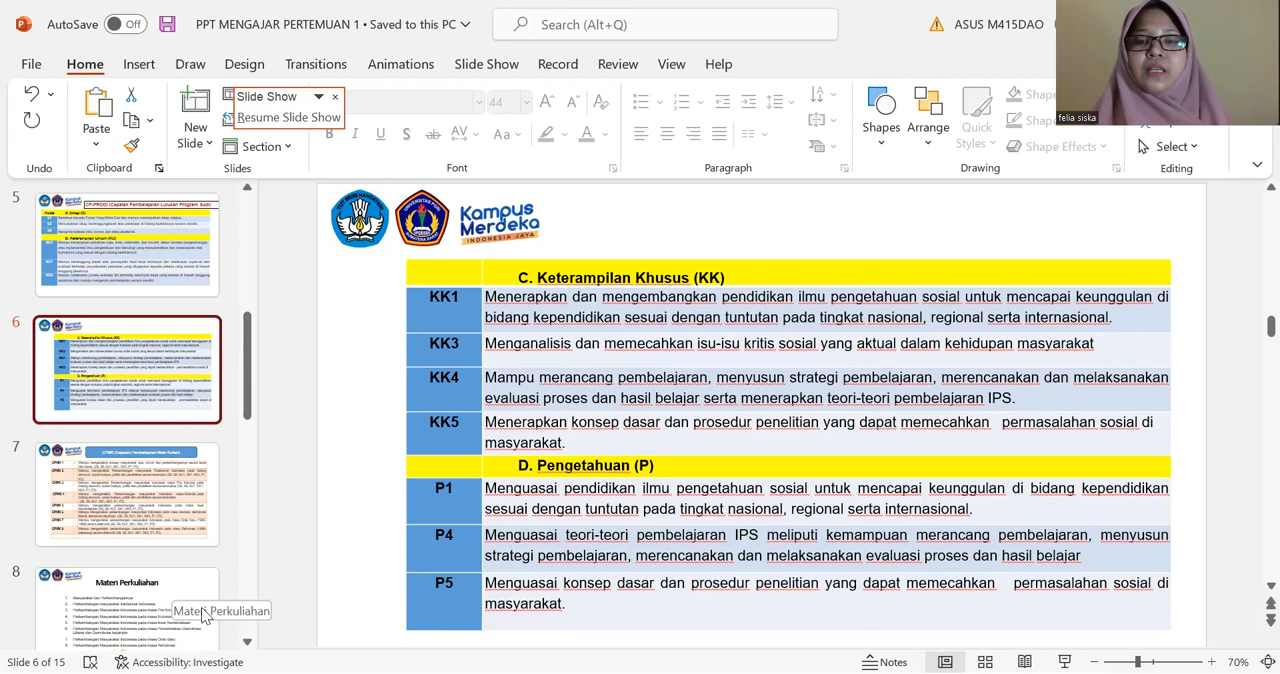 AutoSave Off PPT MENGAJAR PERTEMUAN 1 • Saved to this PC Search (Alt+Q) ASUS M415DAO
File Home Insert Draw Design Transitions Animations Slide Show Record Review View Help
felia siska
Slide Show
Resume Slide Show
44
Paste
New
Slide
Section
Aa
Shapes Arrange Quick
Styles
Shape Effects
Select
Undo Clipboard Slides Font Paragraph Drawing Editing
5
6
7
8
Materi Perkuliahan
Materi Perkuliahan
Kampus
Merdeka
INDONESIA JAYA
C. Keterampilan Khusus (KK)
KK1 Menerapkan dan mengembangkan pendidikan ilmu pengetahuan sosial untuk mencapai keunggulan di
bidang kependidikan sesuai dengan tuntutan pada tingkat nasional, regional serta internasional.
KK3 Menganalisis dan memecahkan isu-isu kritis sosial yang aktual dalam kehidupan masyarakat
KK4 Mampu merancang pembelajaran, menyusun strategi pembelajaran, merencanakan dan melaksanakan
evaluasi proses dan hasil belajar serta menerapkan teori-teori pembelajaran IPS.
KK5 Menerapkan konsep dasar dan prosedur penelitian yang dapat memecahkan permasalahan sosial di
masyarakat.
D. Pengetahuan (P)
P1 Menguasai pendidikan ilmu pengetahuan sosial untuk mencapai keunggulan di bidang kependidikan
sesuai dengan tuntutan pada tingkat nasional, regional serta internasional.
P4 Menguasai teori-teori pembelajaran IPS meliputi kemampuan merancang pembelajaran, menyusun
strategi pembelajaran, merencanakan dan melaksanakan evaluasi proses dan hasil belajar
P5 Menguasai konsep dasar dan prosedur penelitian yang dapat memecahkan permasalahan sosial di
masyarakat.
Slide 6 of 15 Accessibility: Investigate Notes 70%